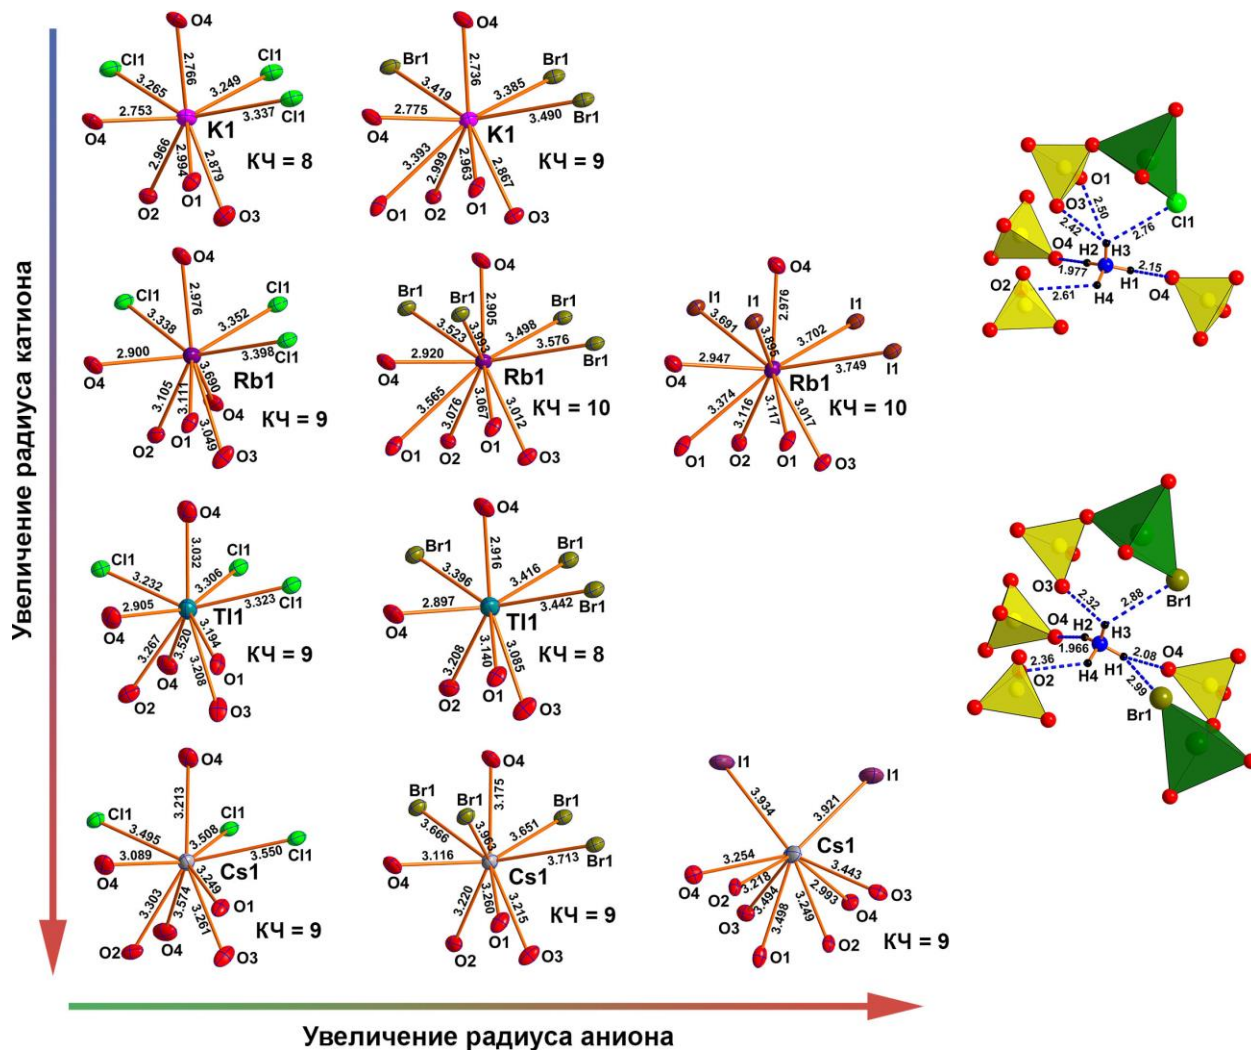 Увеличение радиуса катиона
O4
Cl1
Cl1
2.766
3.265
3.249
2.753
3.337
Cl1
O4
K1
2.966
2.994
2.879
КЧ = 8
O2
O1
O3
O4
Br1
Br1
2.736
3.419
3.385
2.775
3.490
Br1
O4
K1
3.393
2.999
2.963
2.867
КЧ = 9
O1
O2
O1
O3
O4
Cl1
Cl1
2.976
3.338
3.352
2.900
3.398
Cl1
O4
Rb1
3.105
3.111
3.690
3.049
O4
КЧ = 9
O2
O1
O3
O4
Br1
Br1
Br1
2.905
3.523
3.993
3.498
2.920
3.576
Br1
O4
Rb1
3.565
3.076
3.067
3.012
КЧ = 10
O1
O2
O1
O3
O4
I1
I1
I1
2.976
3.691
3.895
3.702
2.947
3.749
I1
O4
Rb1
3.374
3.116
3.117
3.017
КЧ = 10
O1
O2
O1
O3
O4
Cl1
Cl1
3.032
3.232
3.306
2.905
3.323
Cl1
O4
Tl1
3.267
3.520
3.194
3.208
КЧ = 9
O2
O4
O1
O3
O4
Br1
Br1
2.916
3.396
3.416
2.897
3.442
Br1
O4
Tl1
3.208
3.140
3.085
КЧ = 8
O2
O1
O3
O4
Cl1
Cl1
3.213
3.495
3.508
3.089
3.550
Cl1
O4
Cs1
3.303
3.574
3.249
3.261
O1
КЧ = 9
O2
O4
O3
O4
Br1
Br1
Br1
3.175
3.666
3.963
3.651
3.116
3.713
Br1
O4
Cs1
3.220
3.260
3.215
КЧ = 9
O2
O1
O3
I1
I1
3.934
3.921
Cs1
3.254
3.218
3.494
3.498
3.249
2.993
3.443
O4
O2
O3
O1
O2
O4
O3
КЧ = 9
O1
O3
2.50
2.42
2.76
Cl1
O4
H2
H3
1.977
2.15
H1
O2
2.61
H4
O4
O3
2.32
2.88
Br1
O4
H2
H3
1.966
2.08
O4
2.36
H1
O2
H4
2.99
Br1
Увеличение радиуса аниона